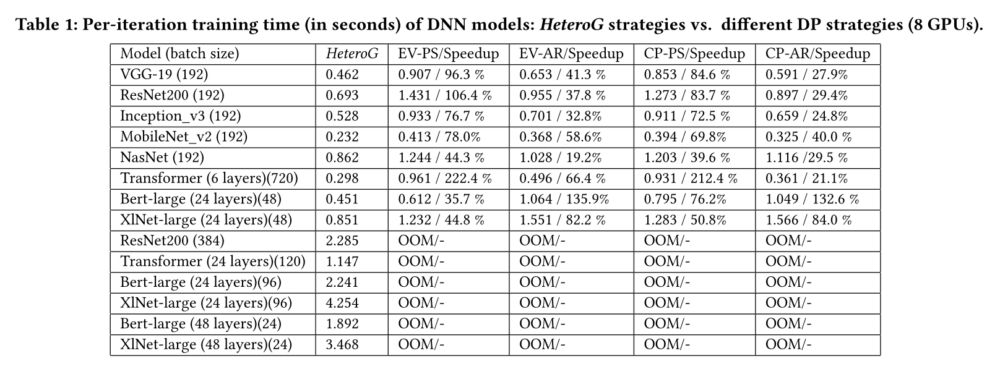 Table 1: Per-iteration training time (in seconds) of DNN models: HeteroG strategies vs. different DP strategies (8 GPUs).
Model (batch size) HeteroG EV-PS/Speedup EV-AR/Speedup CP-PS/Speedup CP-AR/Speedup
VGG-19 (192) 0.462 0.907 / 96.3 % 0.653 / 41.3 % 0.853 / 84.6 % 0.591 / 27.9%
ResNet200 (192) 0.693 1.431 / 106.4 % 0.955 / 37.8 % 1.273 / 83.7 % 0.897 / 29.4%
Inception_v3 (192) 0.528 0.933 / 76.7 % 0.701 / 32.8% 0.911 / 72.5 % 0.659 / 24.8%
MobileNet_v2 (192) 0.232 0.413 / 78.0% 0.368 / 58.6% 0.394 / 69.8% 0.325 / 40.0 %
NasNet (192) 0.862 1.244 / 44.3 % 1.028 / 19.2% 1.203 / 39.6 % 1.116 /29.5 %
Transformer (6 layers)(720) 0.298 0.961 / 222.4 % 0.496 / 66.4 % 0.931 / 212.4 % 0.361 / 21.1%
Bert-large (24 layers)(48) 0.451 0.612 / 35.7 % 1.064 / 135.9% 0.795 / 76.2% 1.049 / 132.6 %
XlNet-large (24 layers)(48) 0.851 1.232 / 44.8 % 1.551 / 82.2 % 1.283 / 50.8% 1.566 / 84.0 %
ResNet200 (384) 2.285 OOM/- OOM/- OOM/- OOM/-
Transformer (24 layers)(120) 1.147 OOM/- OOM/- OOM/- OOM/-
Bert-large (24 layers)(96) 2.241 OOM/- OOM/- OOM/- OOM/-
XlNet-large (24 layers)(96) 4.254 OOM/- OOM/- OOM/- OOM/-
Bert-large (48 layers)(24) 1.892 OOM/- OOM/- OOM/- OOM/-
XlNet-large (48 layers)(24) 3.468 OOM/- OOM/- OOM/- OOM/-